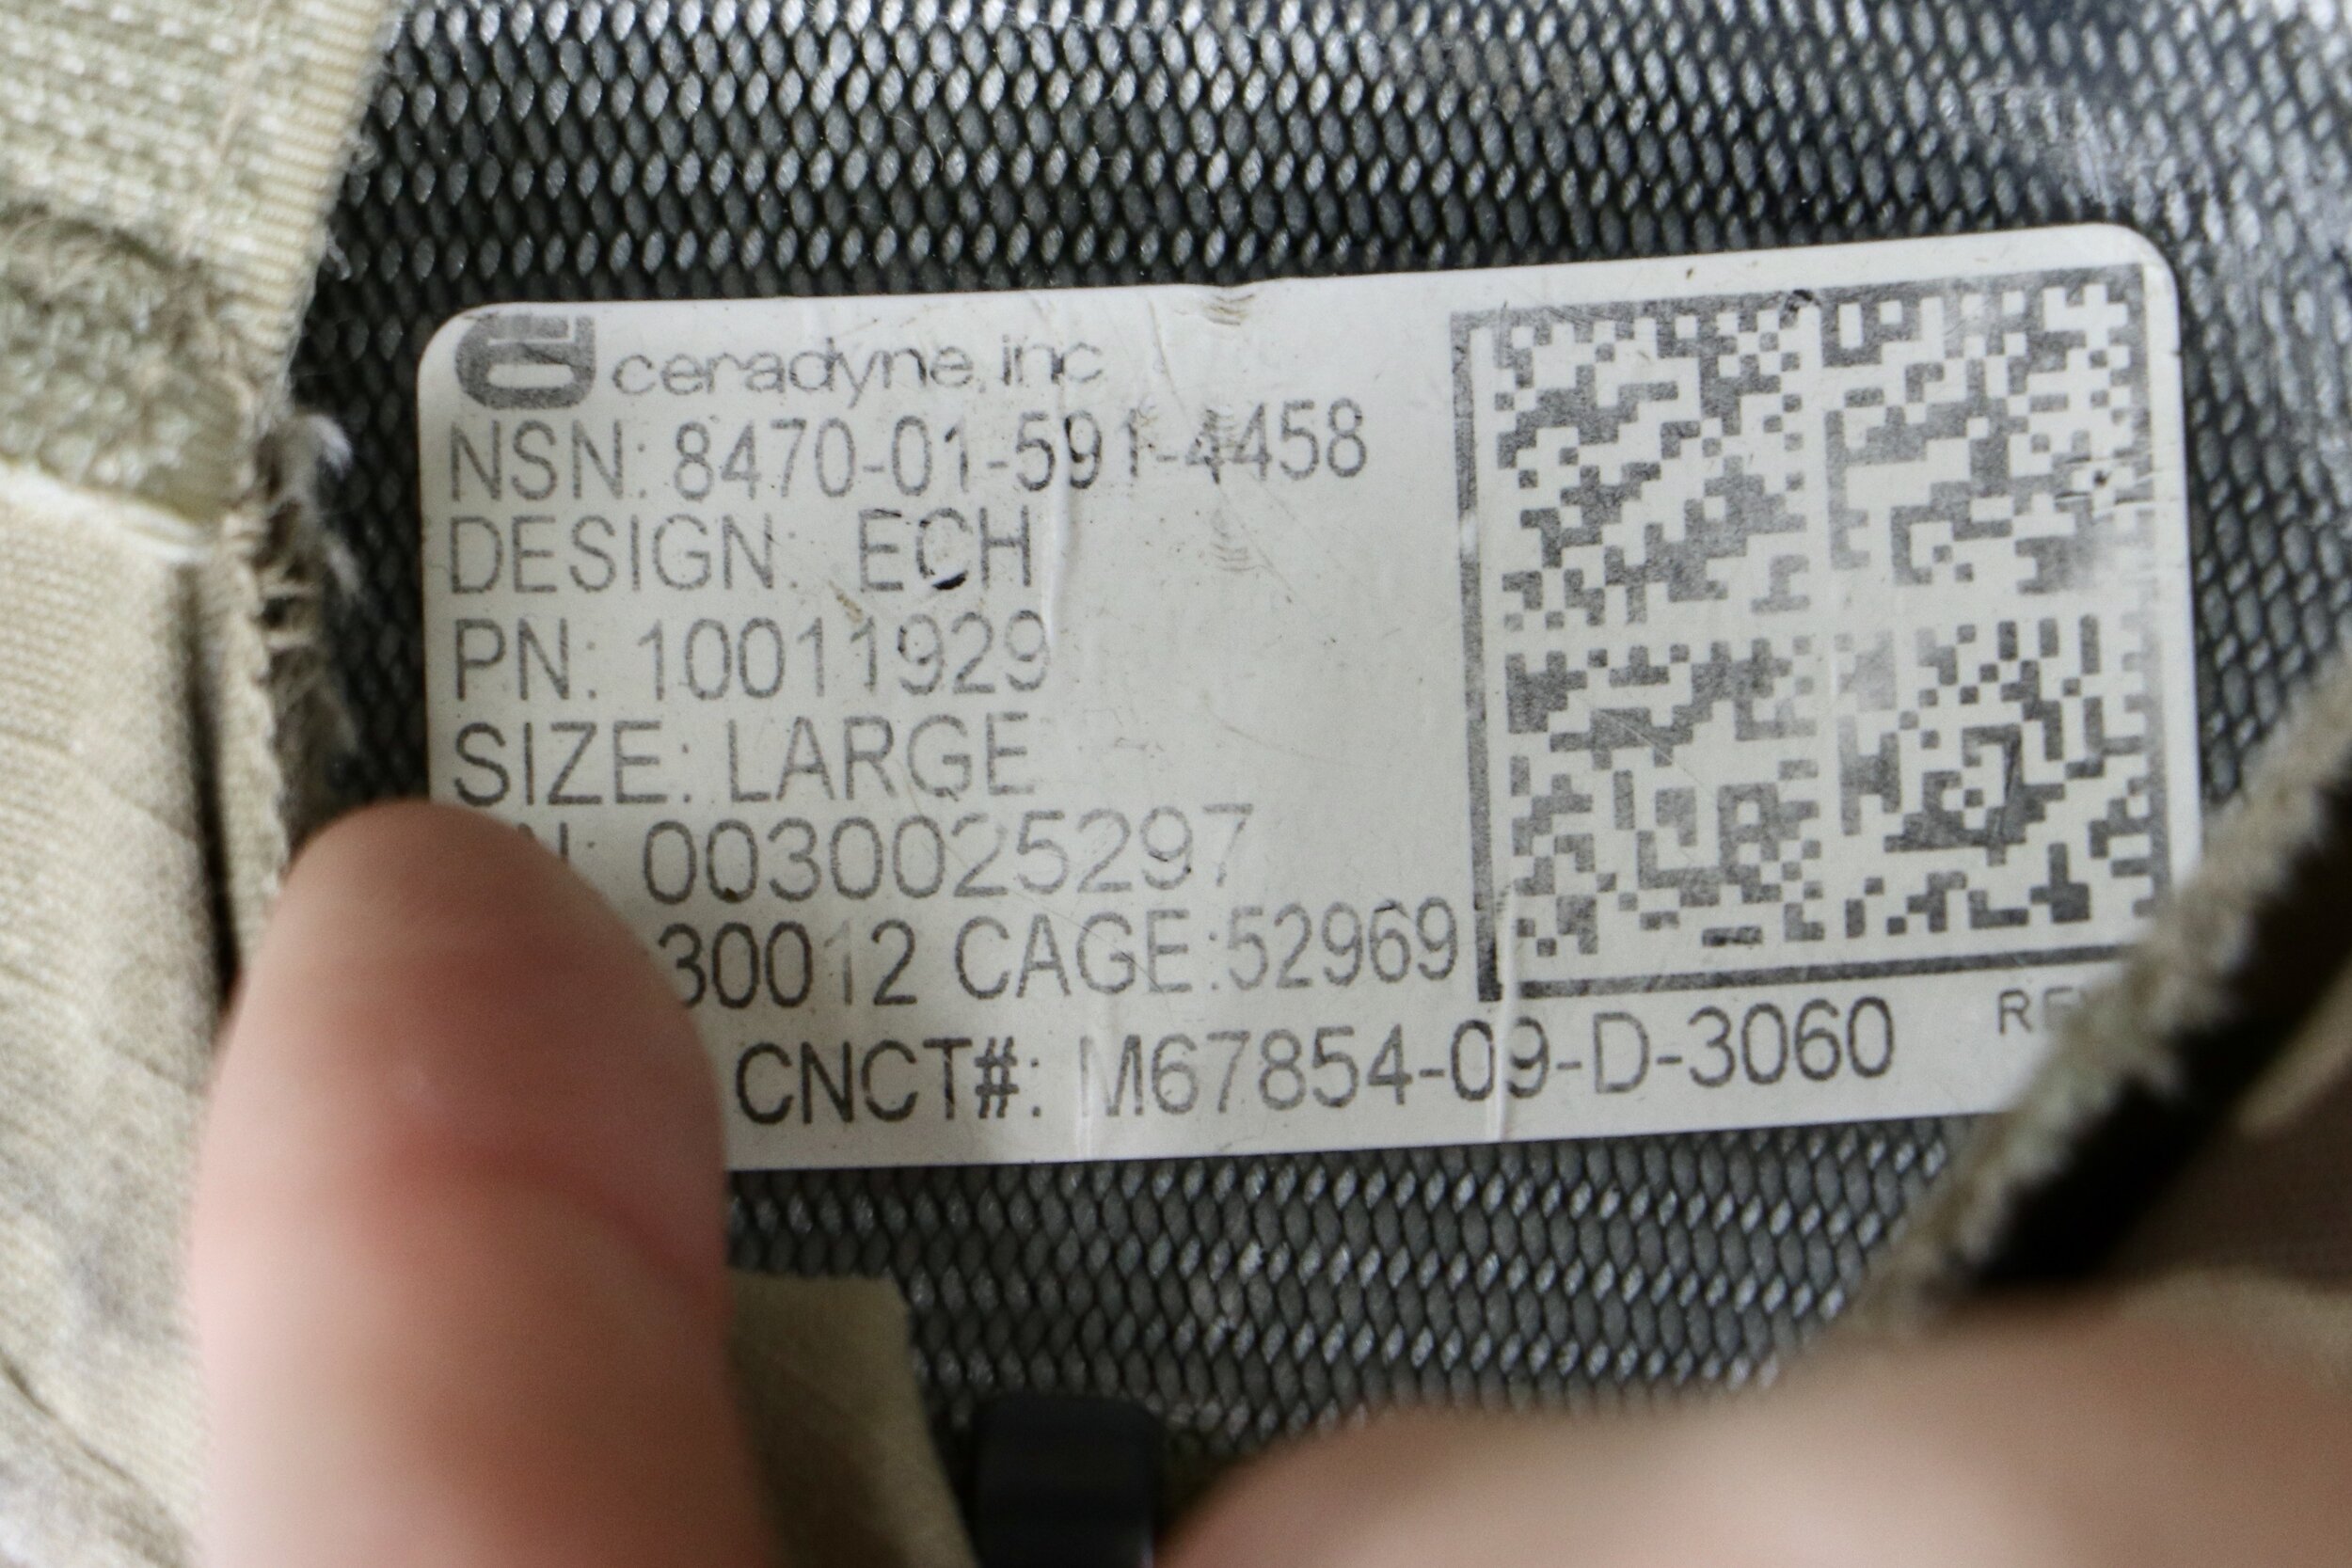 ceradyne, inc
NSN: 8470-01-591-4458
DESIGN: ECH
PN: 10011929
SIZE: LARGE
N: 0030025297
30012 CAGE:52969
CNCT#: M67854-09-D-3060